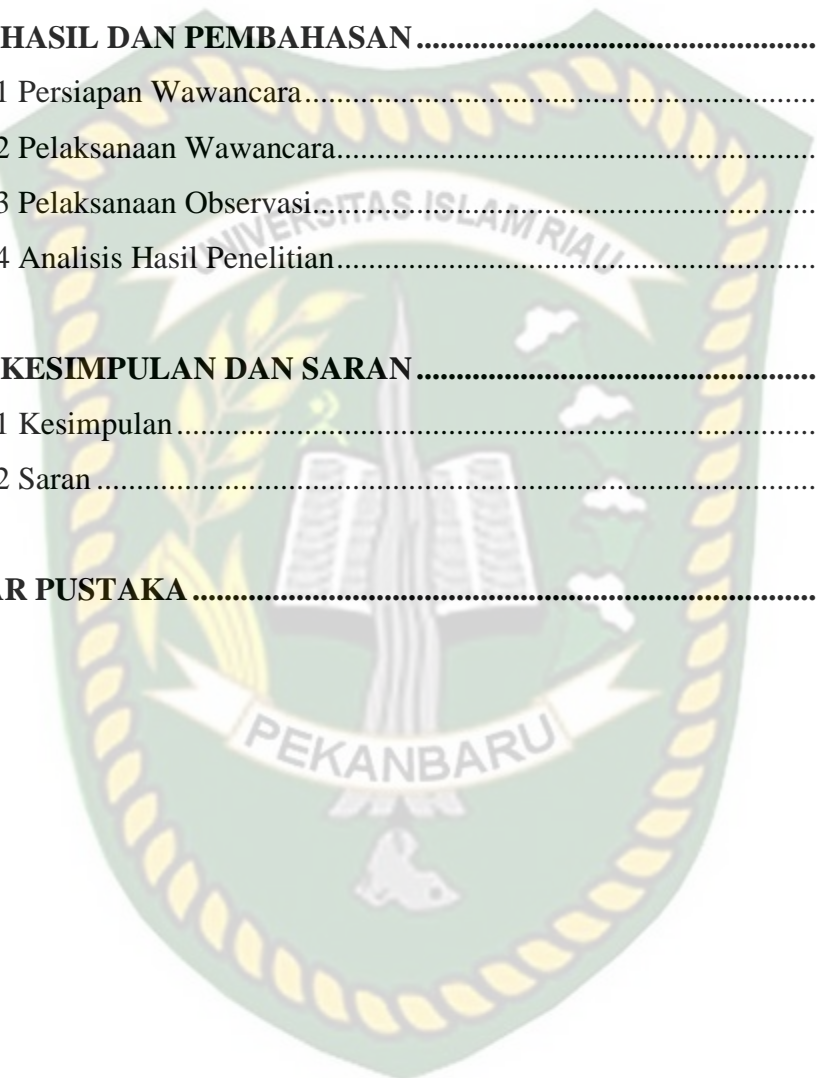 HASIL DAN PEMBAHASAN........................................................
1 Persiapan Wawancara........................................................................
2 Pelaksanaan Wawancara...................................................................
3 Pelaksanaan Observasi......................................................................
UNIVERSITAS ISLAM RIAU
4 Analisis Hasil Penelitian...................................................................
KESIMPULAN DAN SARAN........................................................
1 Kesimpulan........................................................................................
2 Saran..................................................................................................
AR PUSTAKA....................................................................................
PEKANBARU